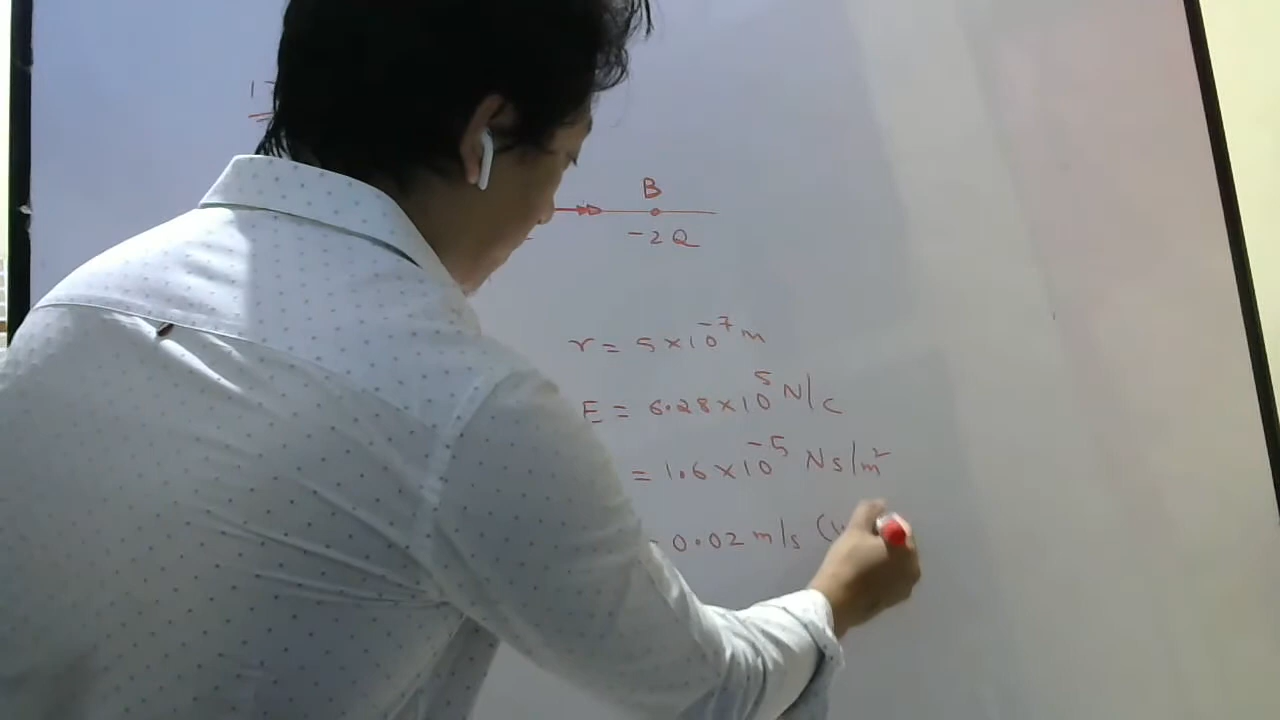 B
-2Q
r = 5×10⁻⁷ m
E = 6.28×10⁵ N/C
= 1.6×10⁻⁵ Ns/m²
0.02 m/s (